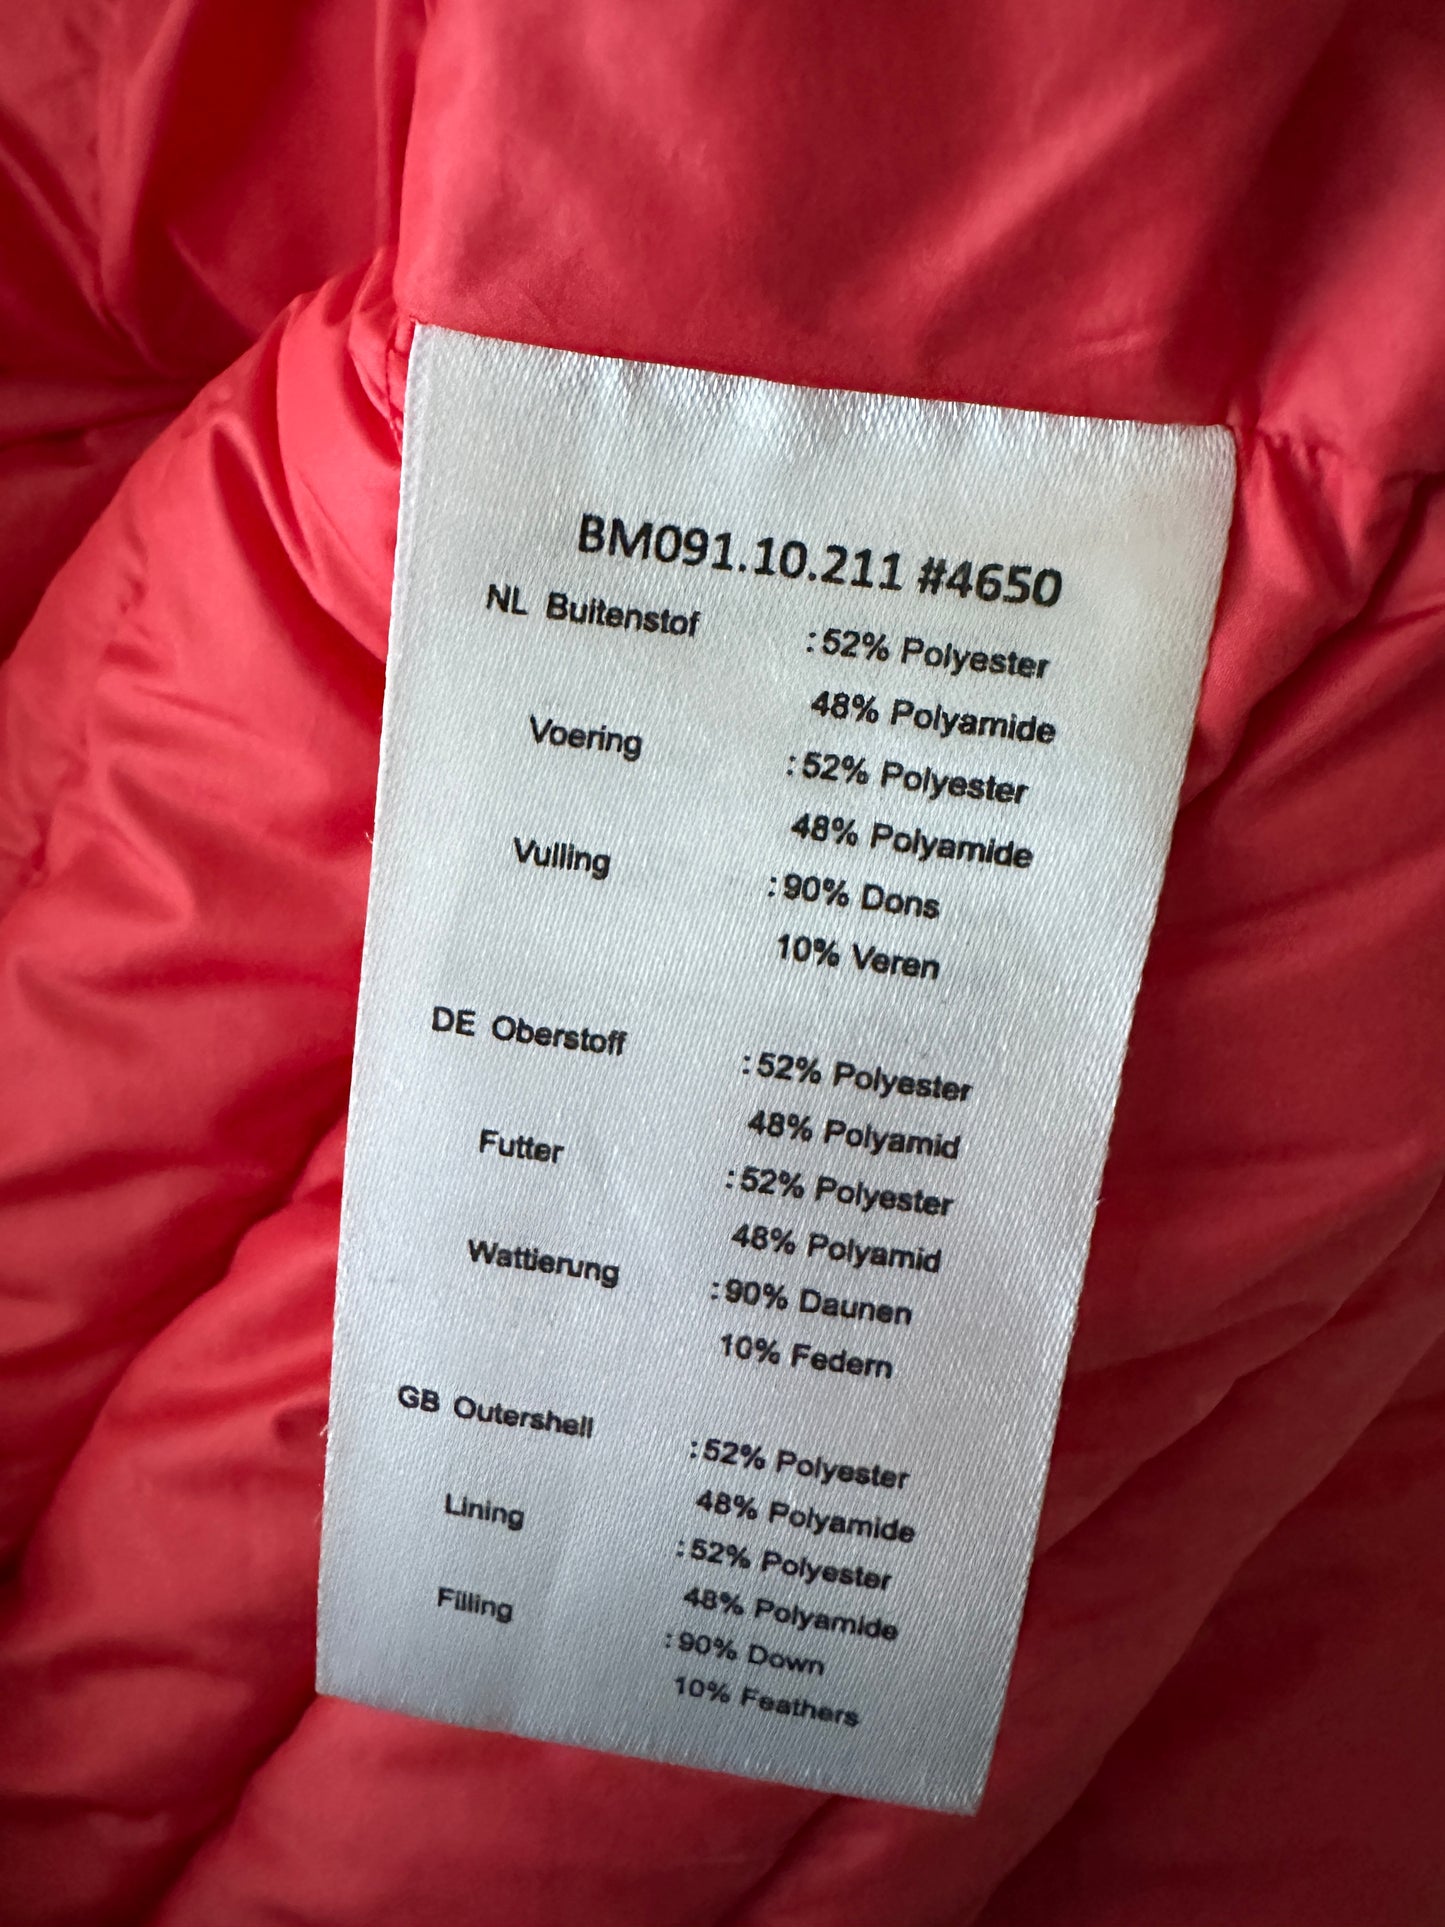 BM091.10.211 #4650
NL Buitenstof :52% Polyester
48% Polyamide
Voering :52% Polyester
48% Polyamide
Vulling :90% Dons
10% Veren
DE Oberstoff :52% Polyester
48% Polyamid
Futter :52% Polyester
48% Polyamid
Wattierung :90% Daunen
10% Federn
GB Outershell :52% Polyester
48% Polyamide
Lining :52% Polyester
48% Polyamide
Filling :90% Down
10% Feathers